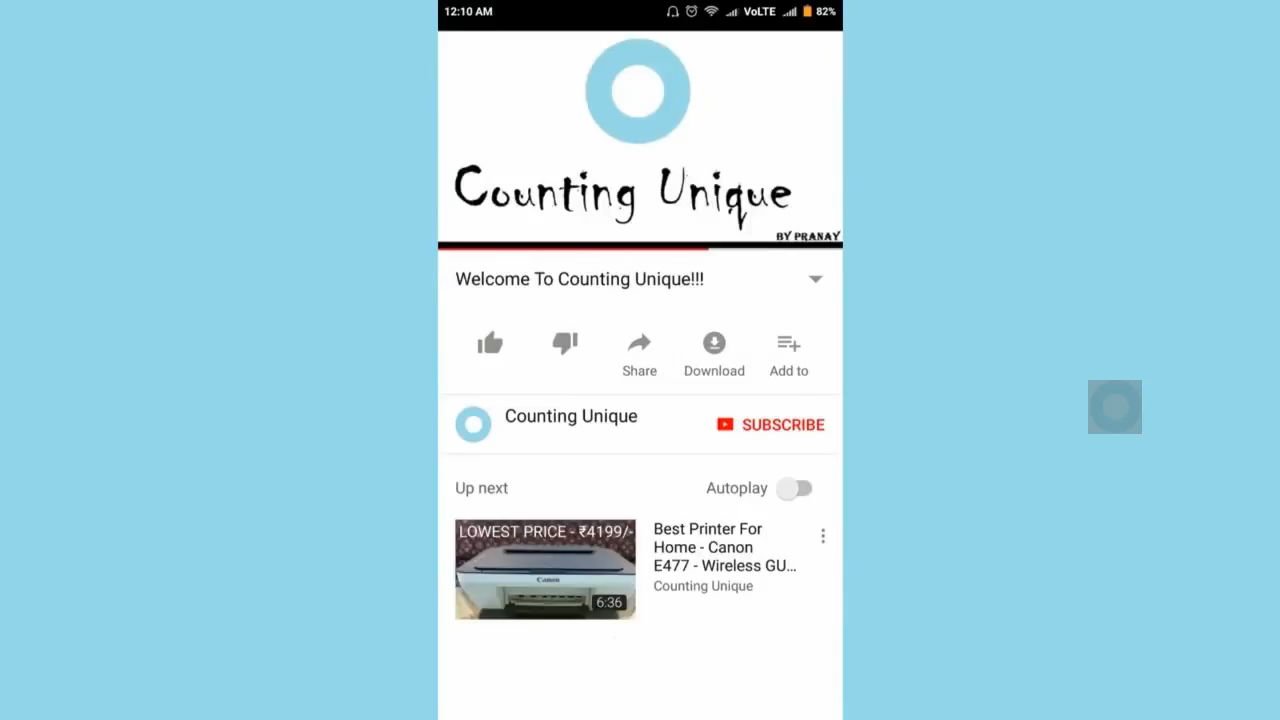 12:10 AM VoLTE 82%
Counting Unique
BY PRANAY
Welcome To Counting Unique!!!
Share Download Add to
Counting Unique SUBSCRIBE
Up next Autoplay
LOWEST PRICE - ₹4199/-
Canon
6:36
Best Printer For
Home - Canon
E477 - Wireless GU...
Counting Unique